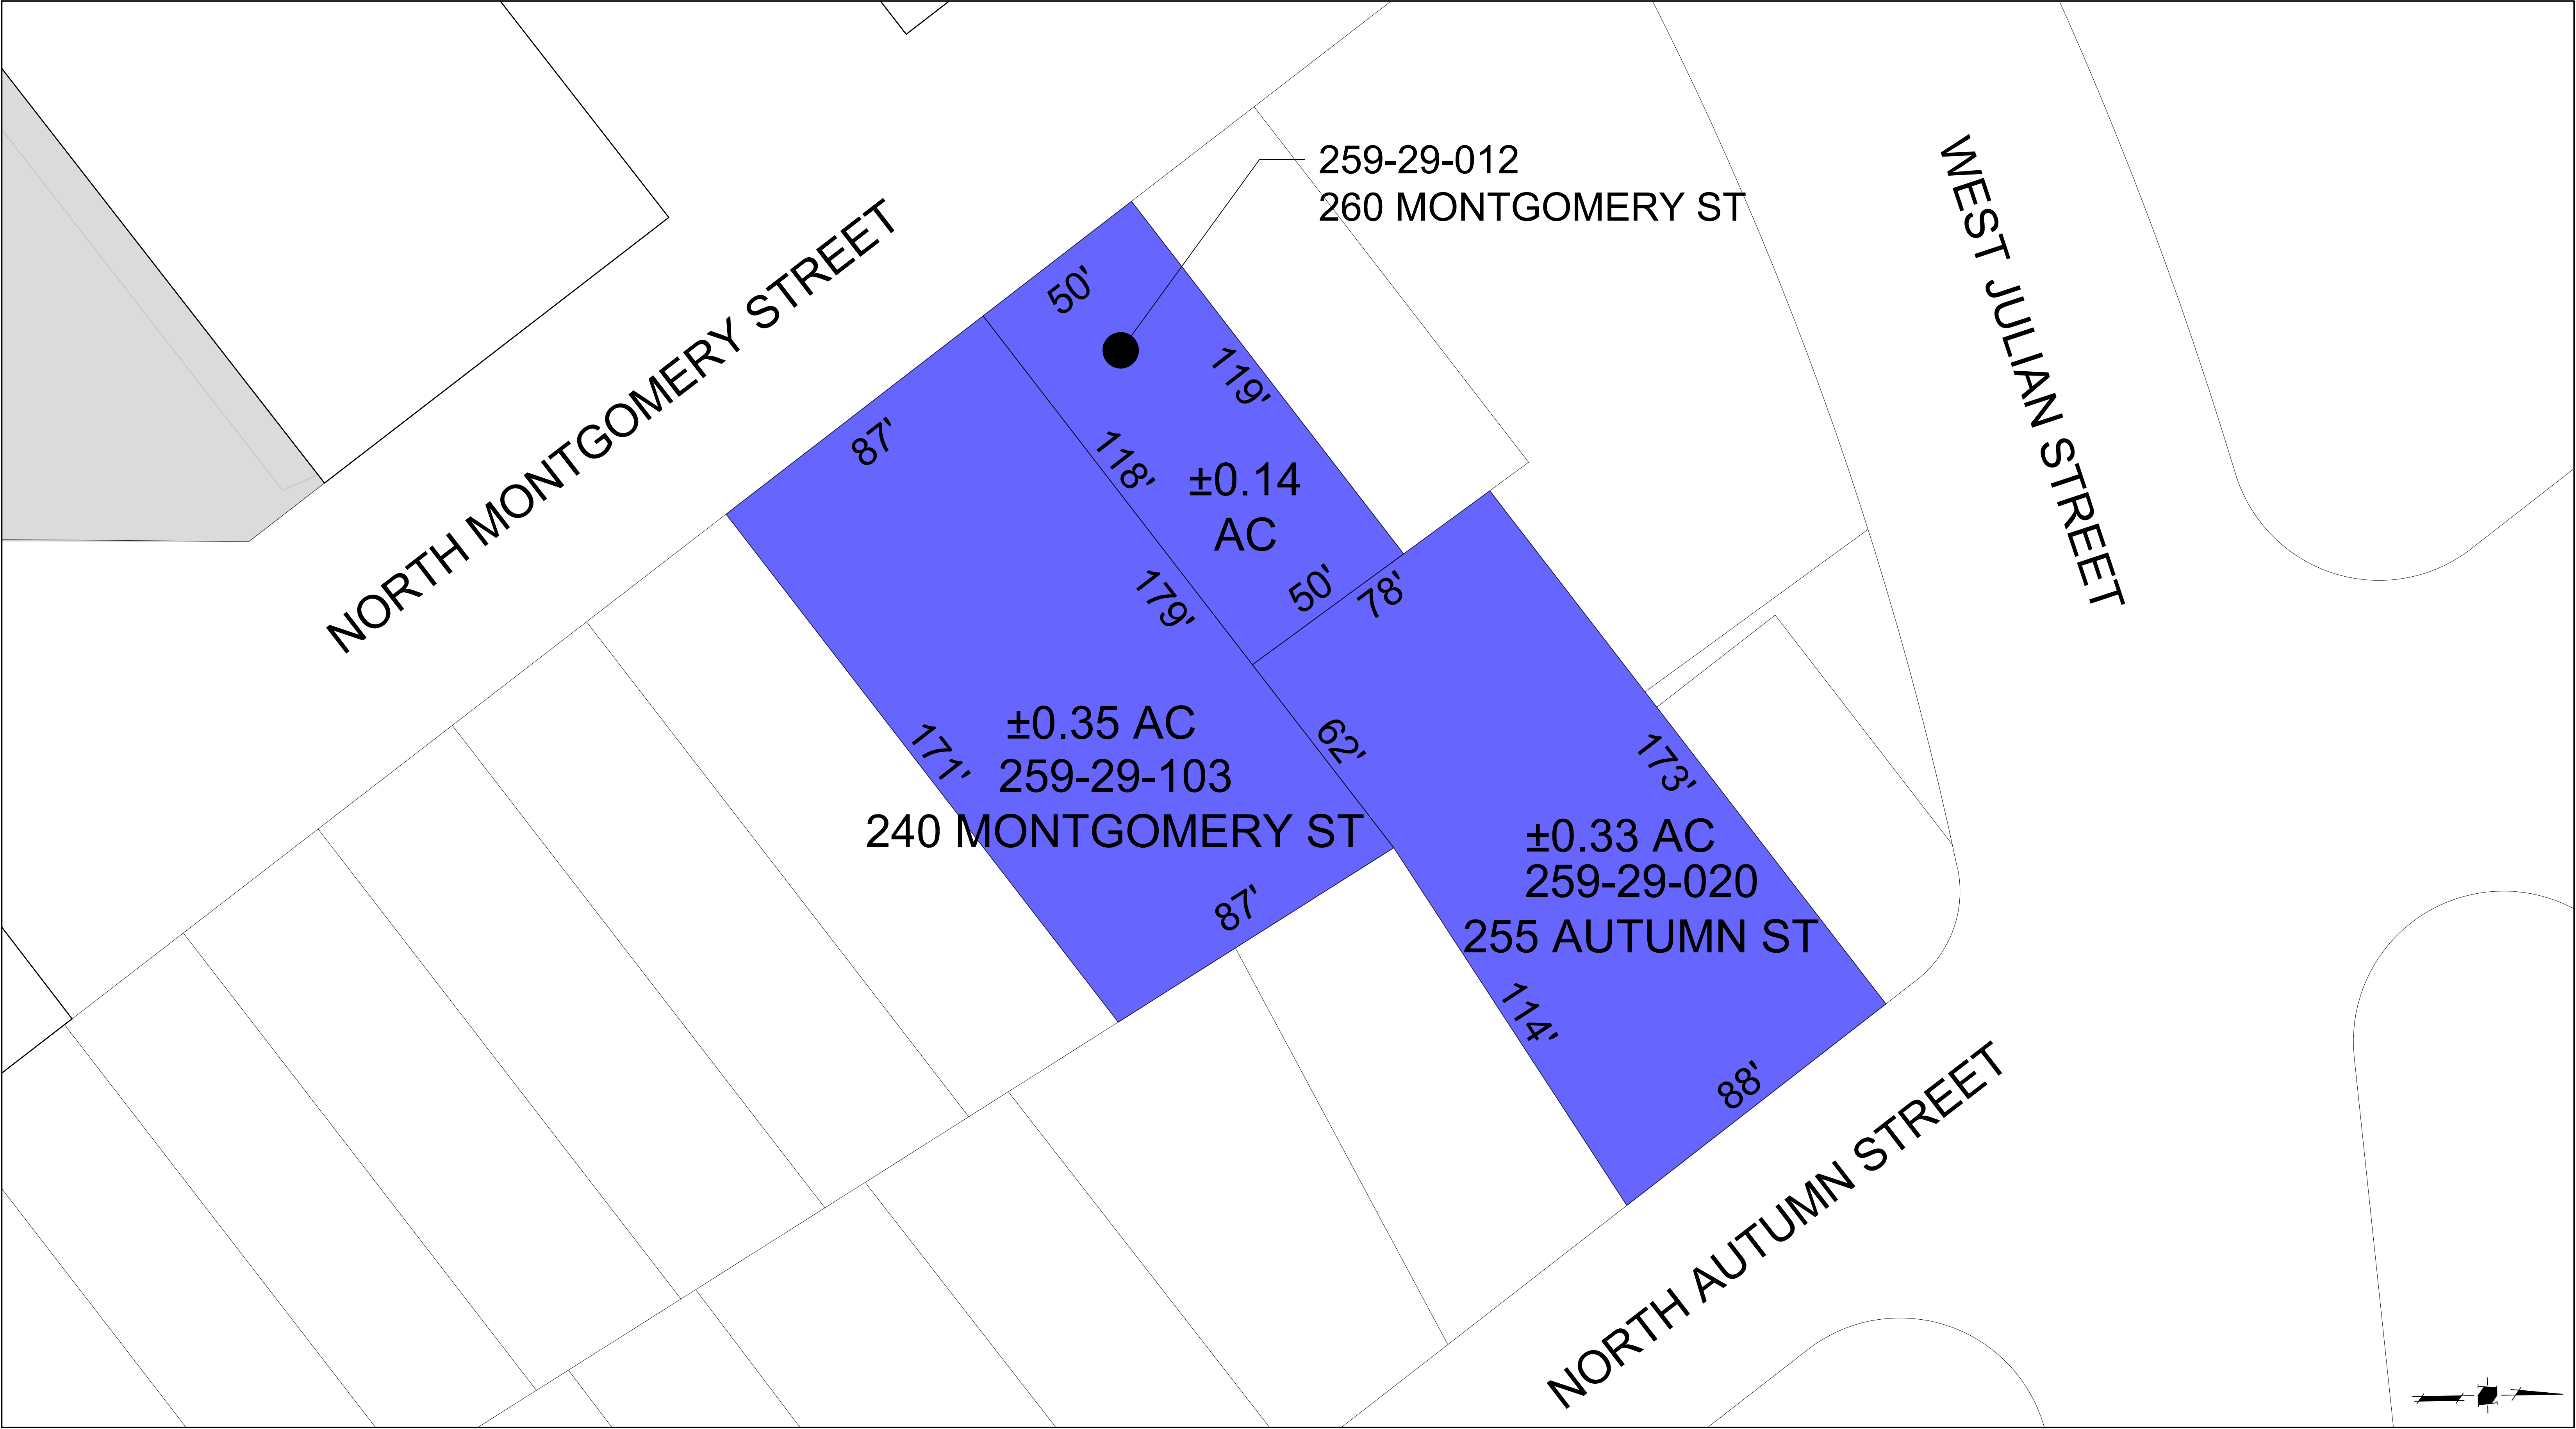 259-29-012
260 MONTGOMERY ST
WEST JULIAN STREET
NORTH MONTGOMERY STREET
50'
119'
87'
118'
±0.14
AC
179'
50'
78'
171'
±0.35 AC
259-29-103
240 MONTGOMERY ST
62'
173'
±0.33 AC
259-29-020
255 AUTUMN ST
87'
114'
88'
NORTH AUTUMN STREET